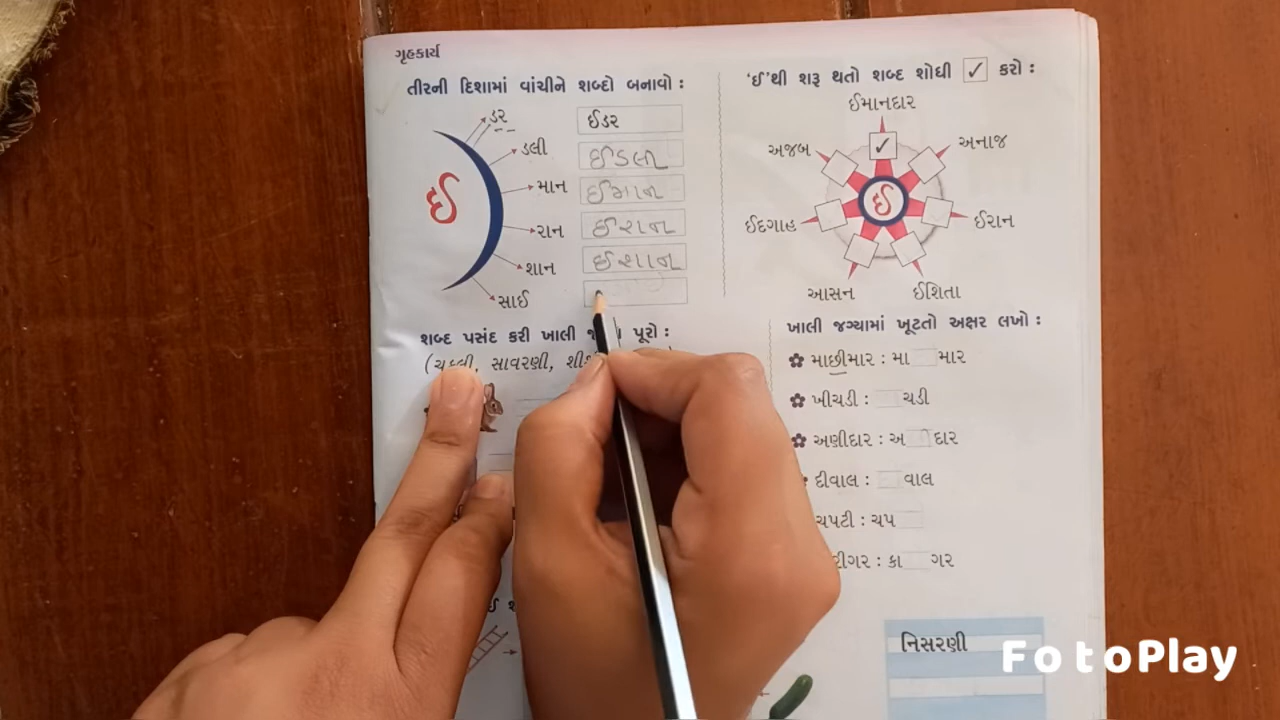 ગૃહકાર્ય
તીરની દિશામાં વાંચીને શબ્દો બનાવો :
ઈ
ડર
ઈડર
ડલી
ઈડલી
માન
ઈમાન
રાન
ઈરાન
શાન
ઈશાન
સાઈ
'ઈ'થી શરૂ થતો શબ્દ શોધી ✓ કરો :
ઈમાનદાર
અજબ
અનાજ
✓
ઈ
ઈદગાહ
ઈરાન
આસન
ઈશિતા
શબ્દ પસંદ કરી ખાલી પૂરો :
(ચકલી, સાવરણી,
ખાલી જગ્યામાં ખૂટતો અક્ષર લખો :
માછીમાર : મા માર
ખીચડી : ચડી
અણીદાર : અ દાર
દીવાલ : વાલ
ચપટી : ચપ
રીગર : કા ગર
નિસરણી
FotoPlay